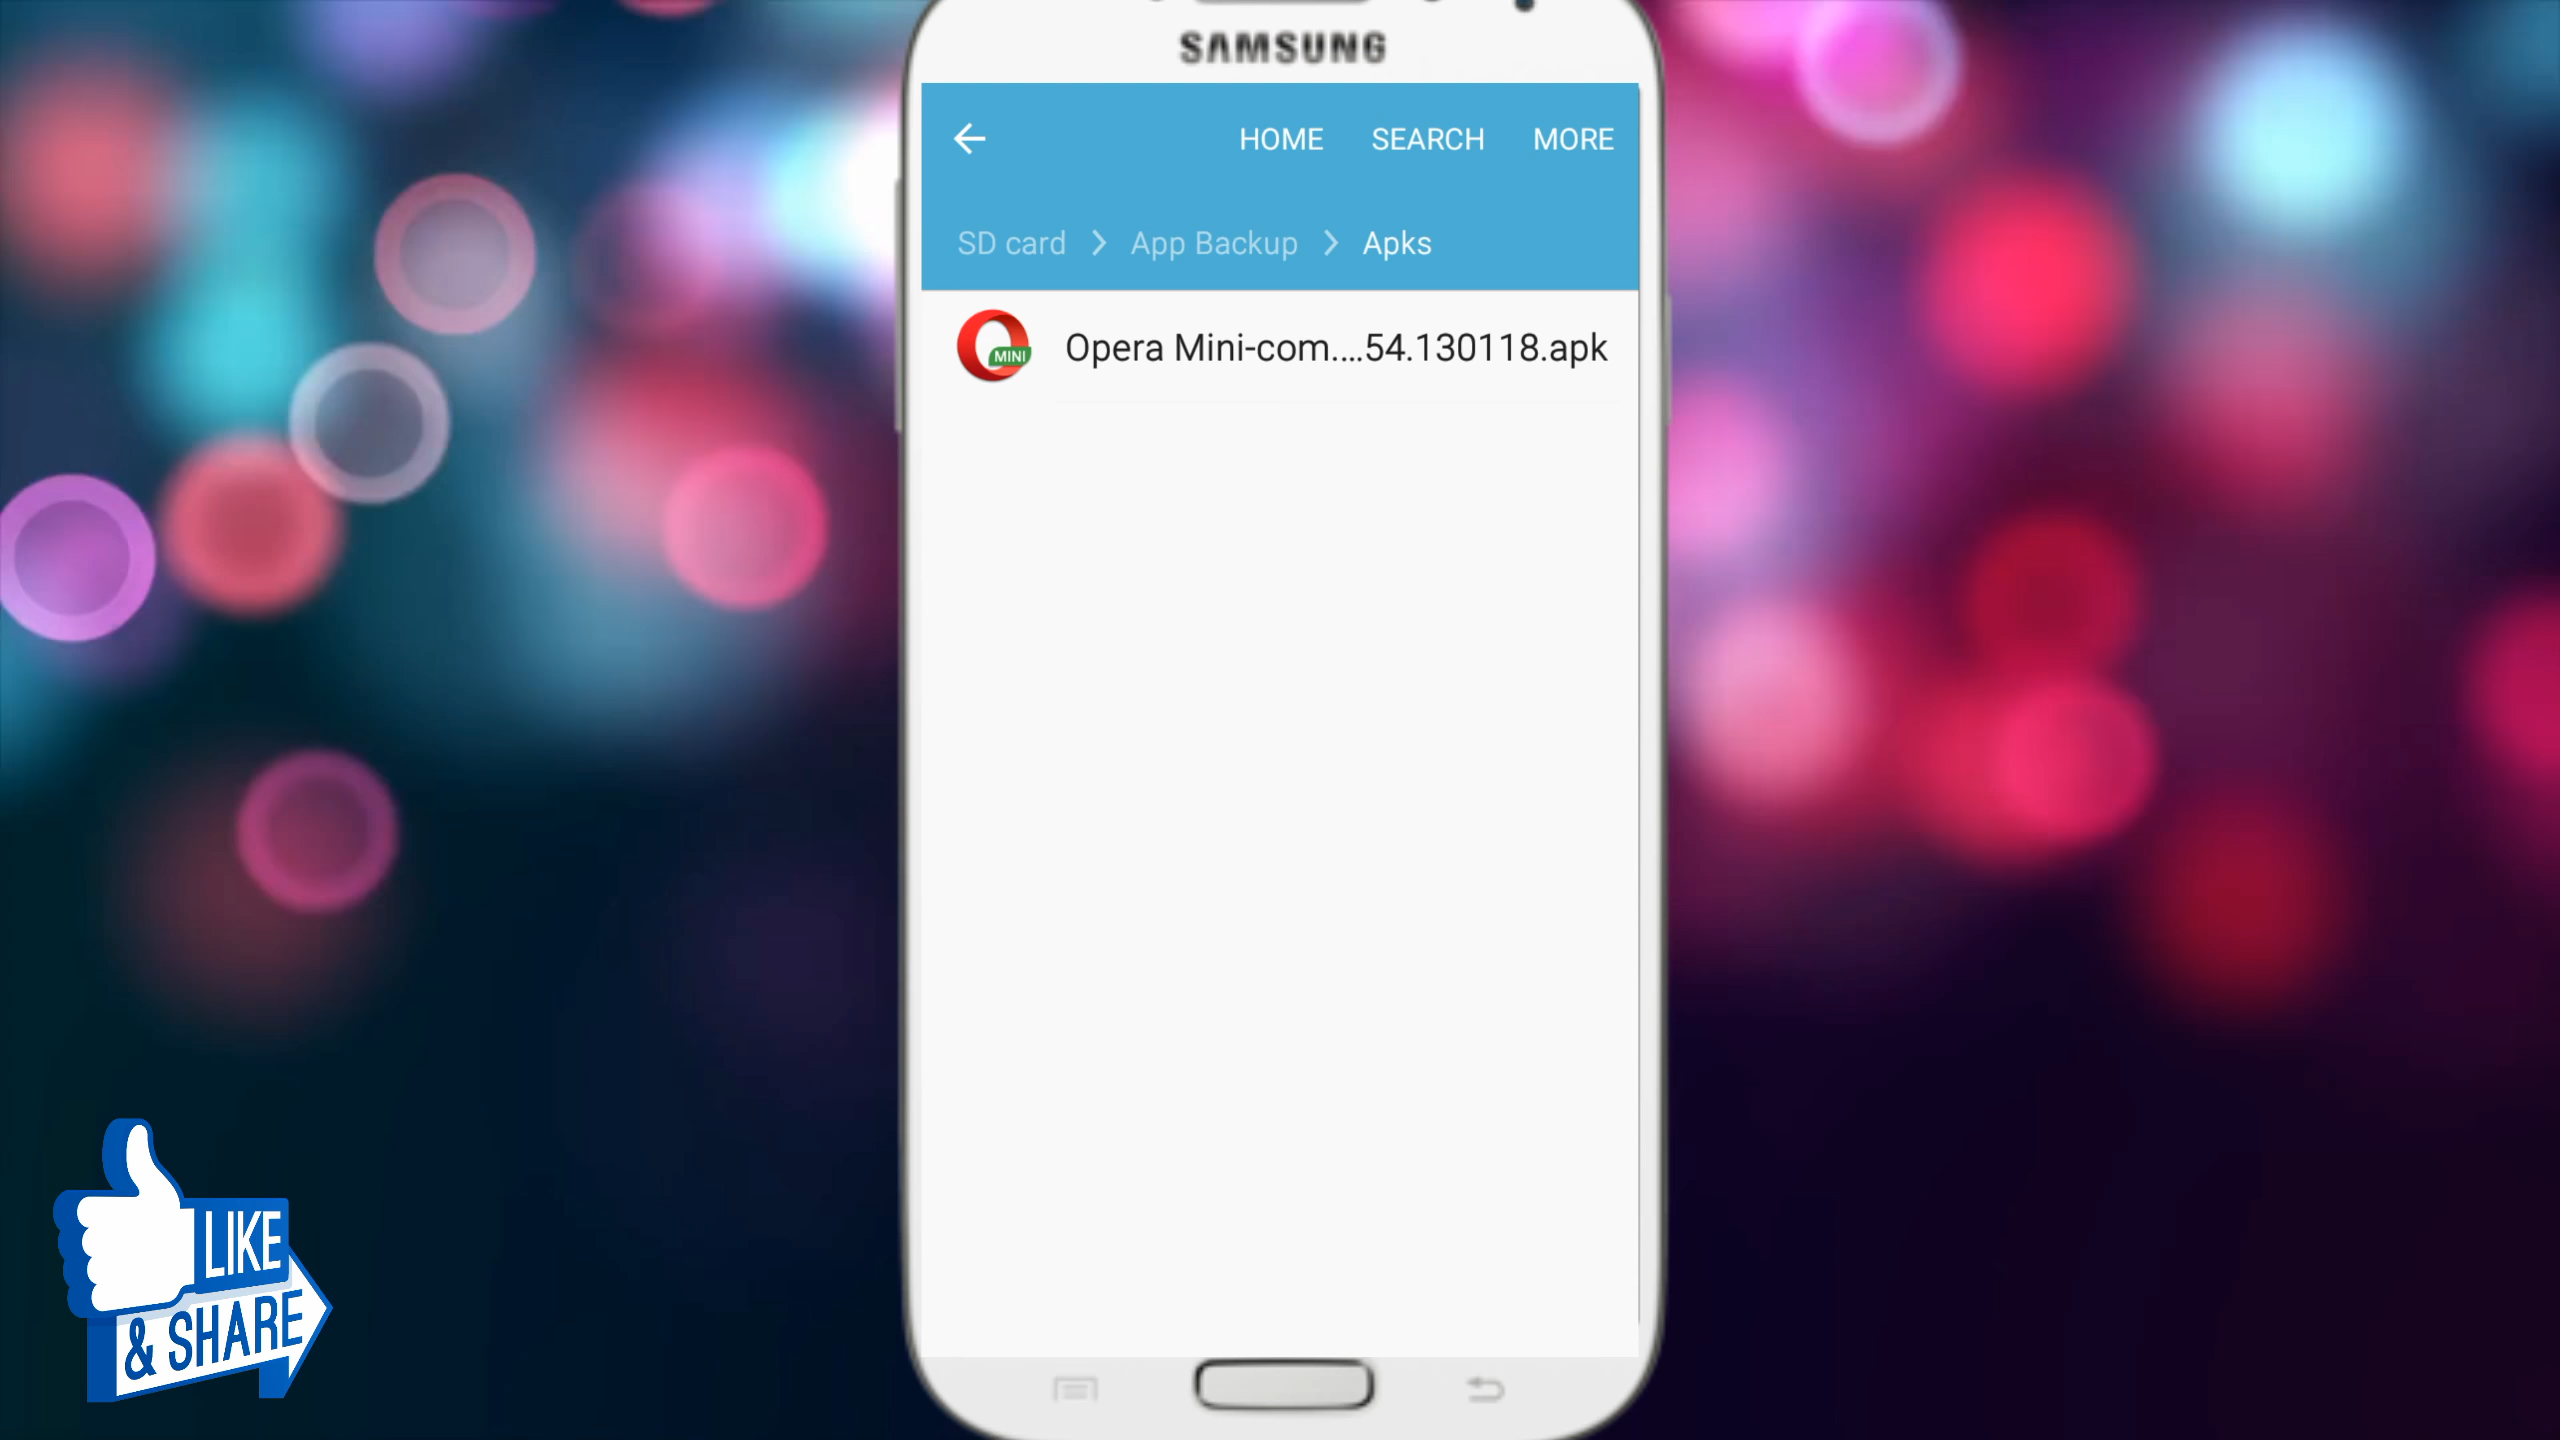 SAMSUNG
HOME SEARCH MORE
SD card > App Backup > Apks
Opera Mini-com....54.130118.apk
MINI
LIKE
& SHARE